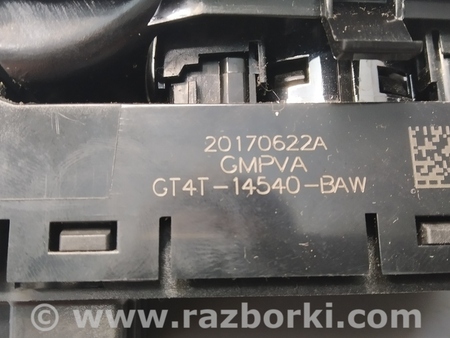 20170622A
GMPVA
GT4T-14540-BAW
www.razborki.com